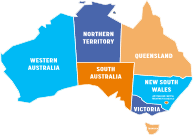 NORTHERN
TERRITORY
QUEENSLAND
WESTERN
AUSTRALIA
SOUTH
AUSTRALIA
NEW SOUTH
WALES
VICTORIA